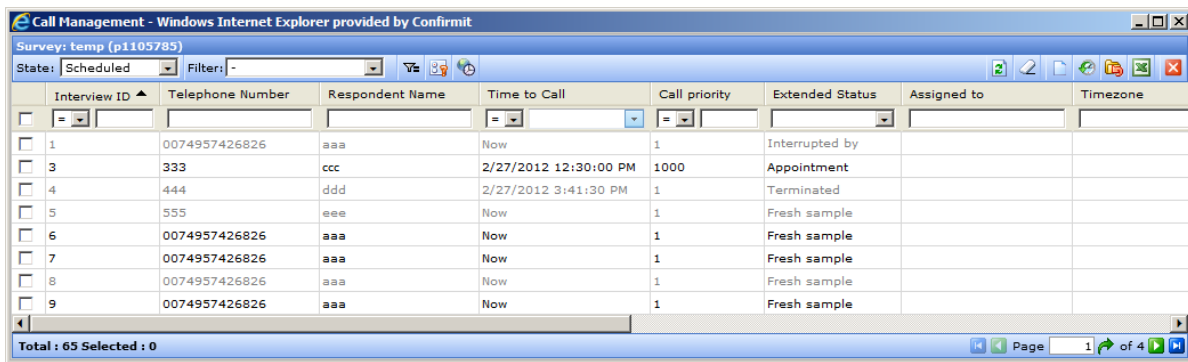 Call Management - Windows Internet Explorer provided by Confirmit
Survey: temp (p1105785)
State: Scheduled Filter: -
Interview ID Telephone Number Respondent Name Time to Call Call priority Extended Status Assigned to Timezone
= = =
1 0074957426826 aaa Now 1 Interrupted by
3 333 ccc 2/27/2012 12:30:00 PM 1000 Appointment
4 444 ddd 2/27/2012 3:41:30 PM 1 Terminated
5 555 eee Now 1 Fresh sample
6 0074957426826 aaa Now 1 Fresh sample
7 0074957426826 aaa Now 1 Fresh sample
8 0074957426826 aaa Now 1 Fresh sample
9 0074957426826 aaa Now 1 Fresh sample
Total : 65 Selected : 0 Page 1 of 4